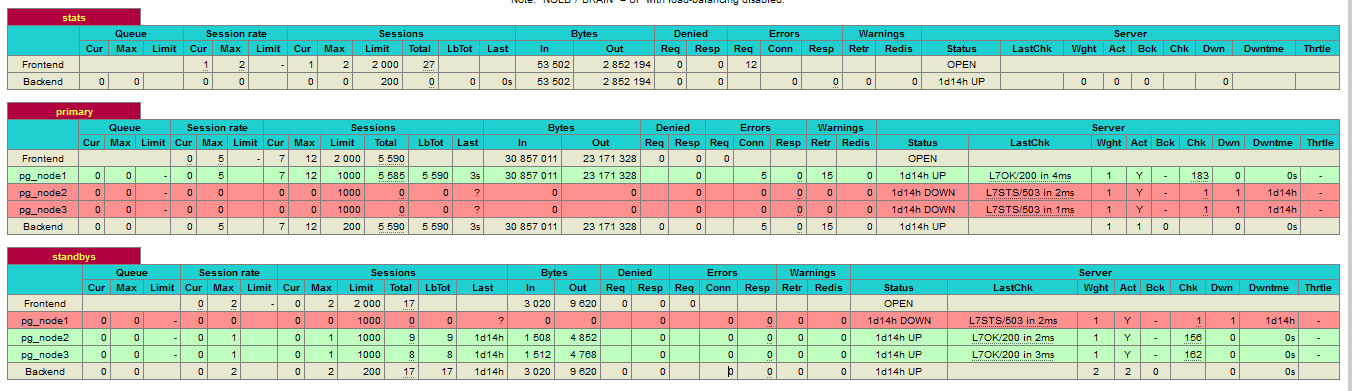 Note: "NOLB"/"DRAIN" = UP with load-balancing disabled.
stats
Queue Session rate Sessions Bytes Denied Errors Warnings Server
Cur Max Limit Cur Max Limit Cur Max Limit Total LbTot Last In Out Req Resp Req Conn Resp Retr Redis Status LastChk Wght Act Bck Chk Dwn Dwntme Thrtle
Frontend 1 2 - 1 2 2 000 27 53 502 2 852 194 0 0 12 OPEN
Backend 0 0 0 0 0 0 200 0 0 0s 53 502 2 852 194 0 0 0 0 0 0 1d14h UP 0 0 0 0
primary
Queue Session rate Sessions Bytes Denied Errors Warnings Server
Cur Max Limit Cur Max Limit Cur Max Limit Total LbTot Last In Out Req Resp Req Conn Resp Retr Redis Status LastChk Wght Act Bck Chk Dwn Dwntme Thrtle
Frontend 0 5 - 7 12 2 000 5 590 30 857 011 23 171 328 0 0 0 OPEN
pg_node1 0 0 - 0 5 7 12 1000 5 585 5 590 3s 30 857 011 23 171 328 0 5 0 15 0 1d14h UP L7OK/200 in 4ms 1 Y - 183 0 0s -
pg_node2 0 0 - 0 0 0 0 1000 0 0 ? 0 0 0 0 0 0 0 1d14h DOWN L7STS/503 in 2ms 1 Y - 1 1 1d14h -
pg_node3 0 0 - 0 0 0 0 1000 0 0 ? 0 0 0 0 0 0 0 1d14h DOWN L7STS/503 in 1ms 1 Y - 1 1 1d14h -
Backend 0 0 0 5 7 12 200 5 590 5 590 3s 30 857 011 23 171 328 0 0 5 0 15 0 1d14h UP 1 1 0 0 0s
standbys
Queue Session rate Sessions Bytes Denied Errors Warnings Server
Cur Max Limit Cur Max Limit Cur Max Limit Total LbTot Last In Out Req Resp Req Conn Resp Retr Redis Status LastChk Wght Act Bck Chk Dwn Dwntme Thrtle
Frontend 0 2 - 0 2 2 000 17 3 020 9 620 0 0 0 OPEN
pg_node1 0 0 - 0 0 0 0 1000 0 0 ? 0 0 0 0 0 0 0 1d14h DOWN L7STS/503 in 2ms 1 Y - 1 1 1d14h -
pg_node2 0 0 - 0 1 0 1 1000 9 9 1d14h 1 508 4 852 0 0 0 0 0 1d14h UP L7OK/200 in 2ms 1 Y - 156 0 0s -
pg_node3 0 0 - 0 1 0 1 1000 8 8 1d14h 1 512 4 768 0 0 0 0 0 1d14h UP L7OK/200 in 3ms 1 Y - 162 0 0s -
Backend 0 0 0 2 0 2 200 17 17 1d14h 3 020 9 620 0 0 0 0 0 0 1d14h UP 2 2 0 0 0s